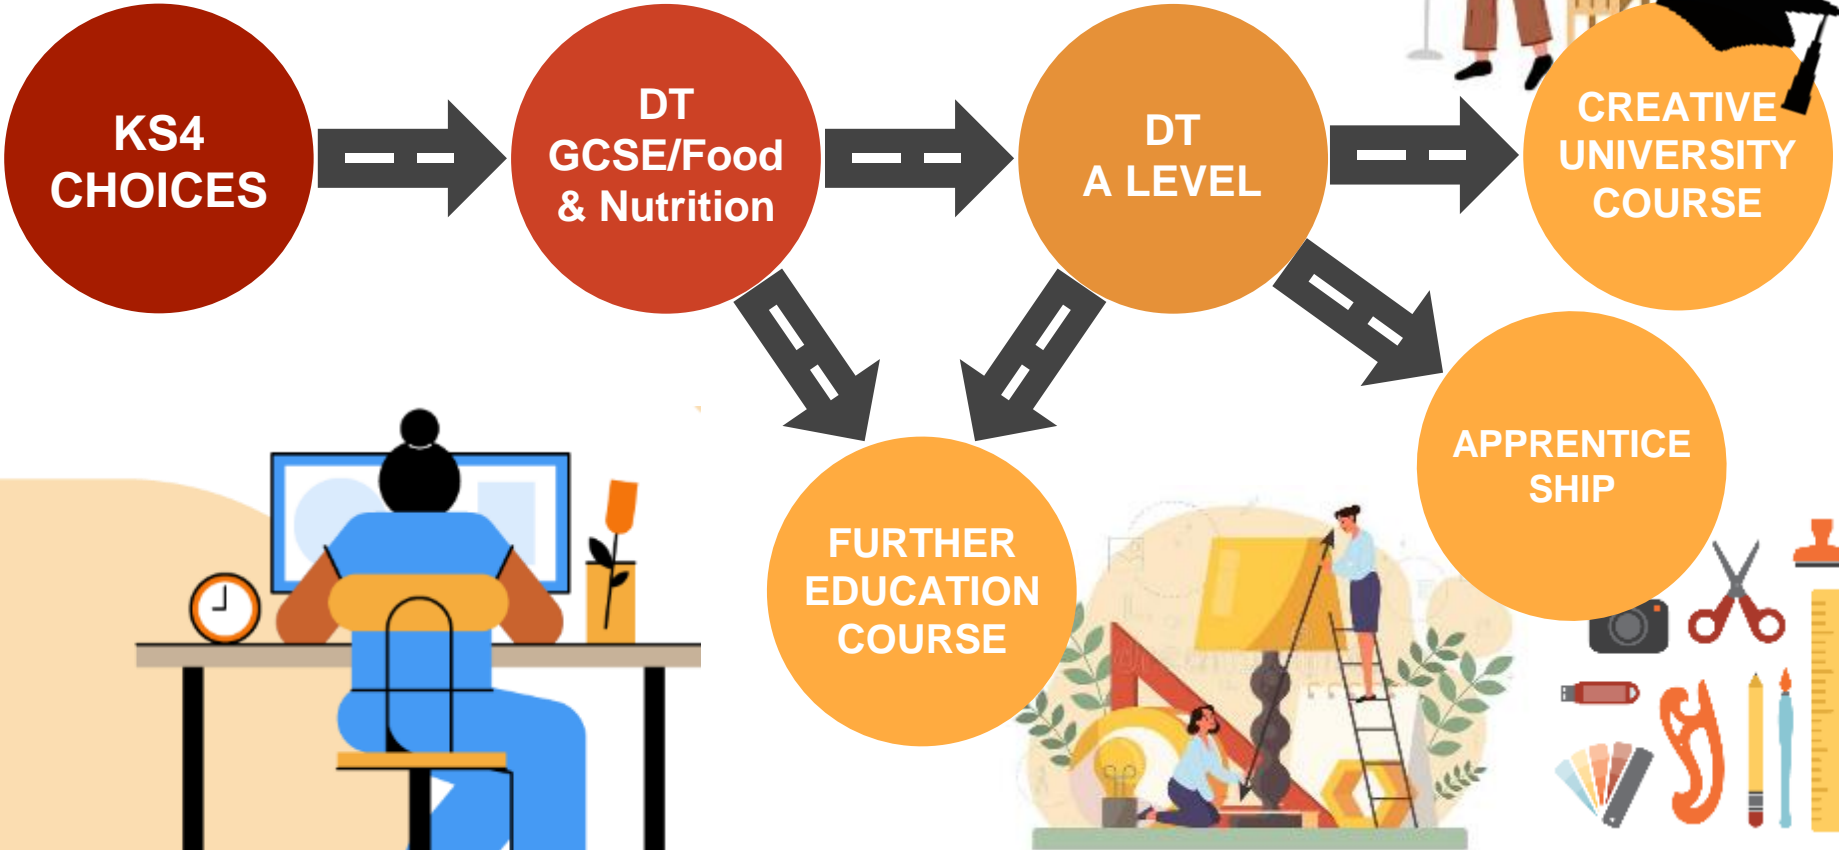 KS4
CHOICES
DT
GCSE/Food
& Nutrition
DT
A LEVEL
CREATIVE
UNIVERSITY
COURSE
APPRENTICE
SHIP
FURTHER
EDUCATION
COURSE